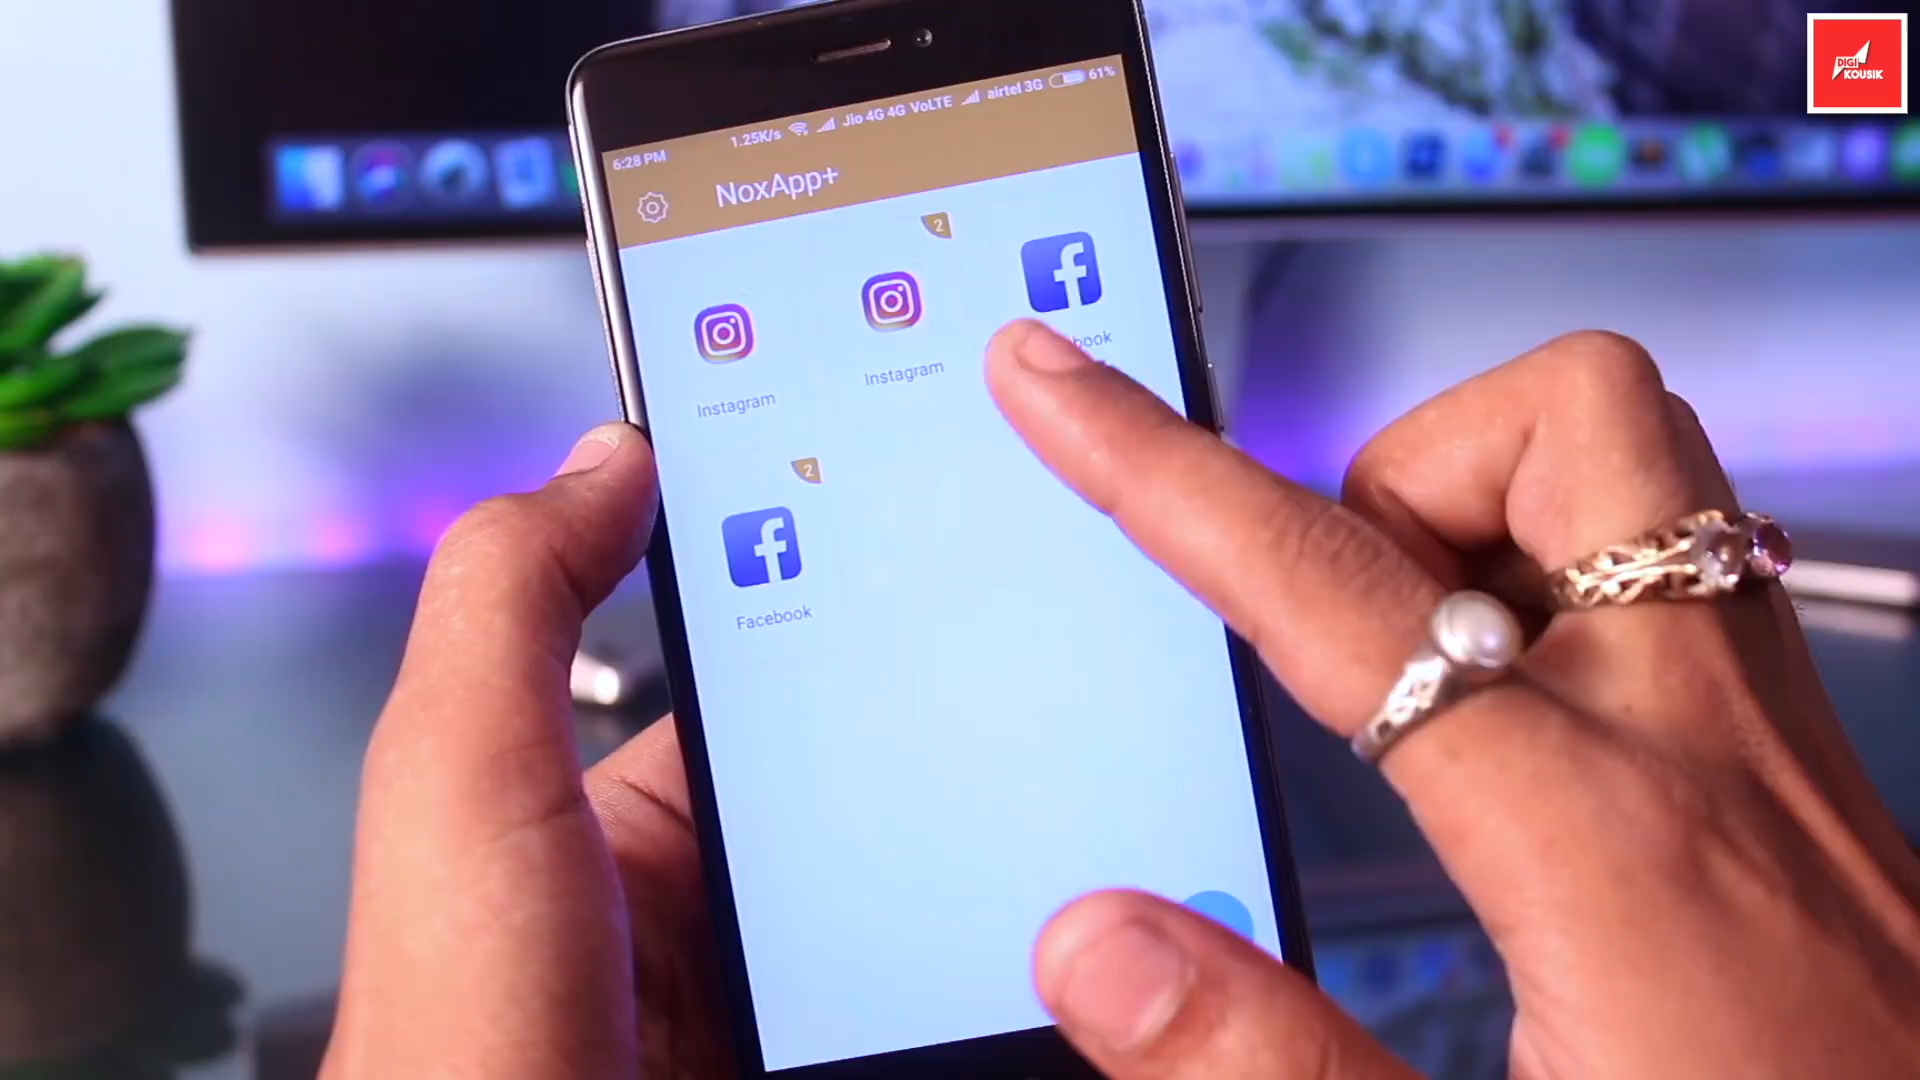 DIGI
KOUSIK
6:28 PM 1.25K/s Jio 4G 4G VoLTE airtel 3G 61%
NoxApp+
2
Instagram
Instagram
book
2
Facebook